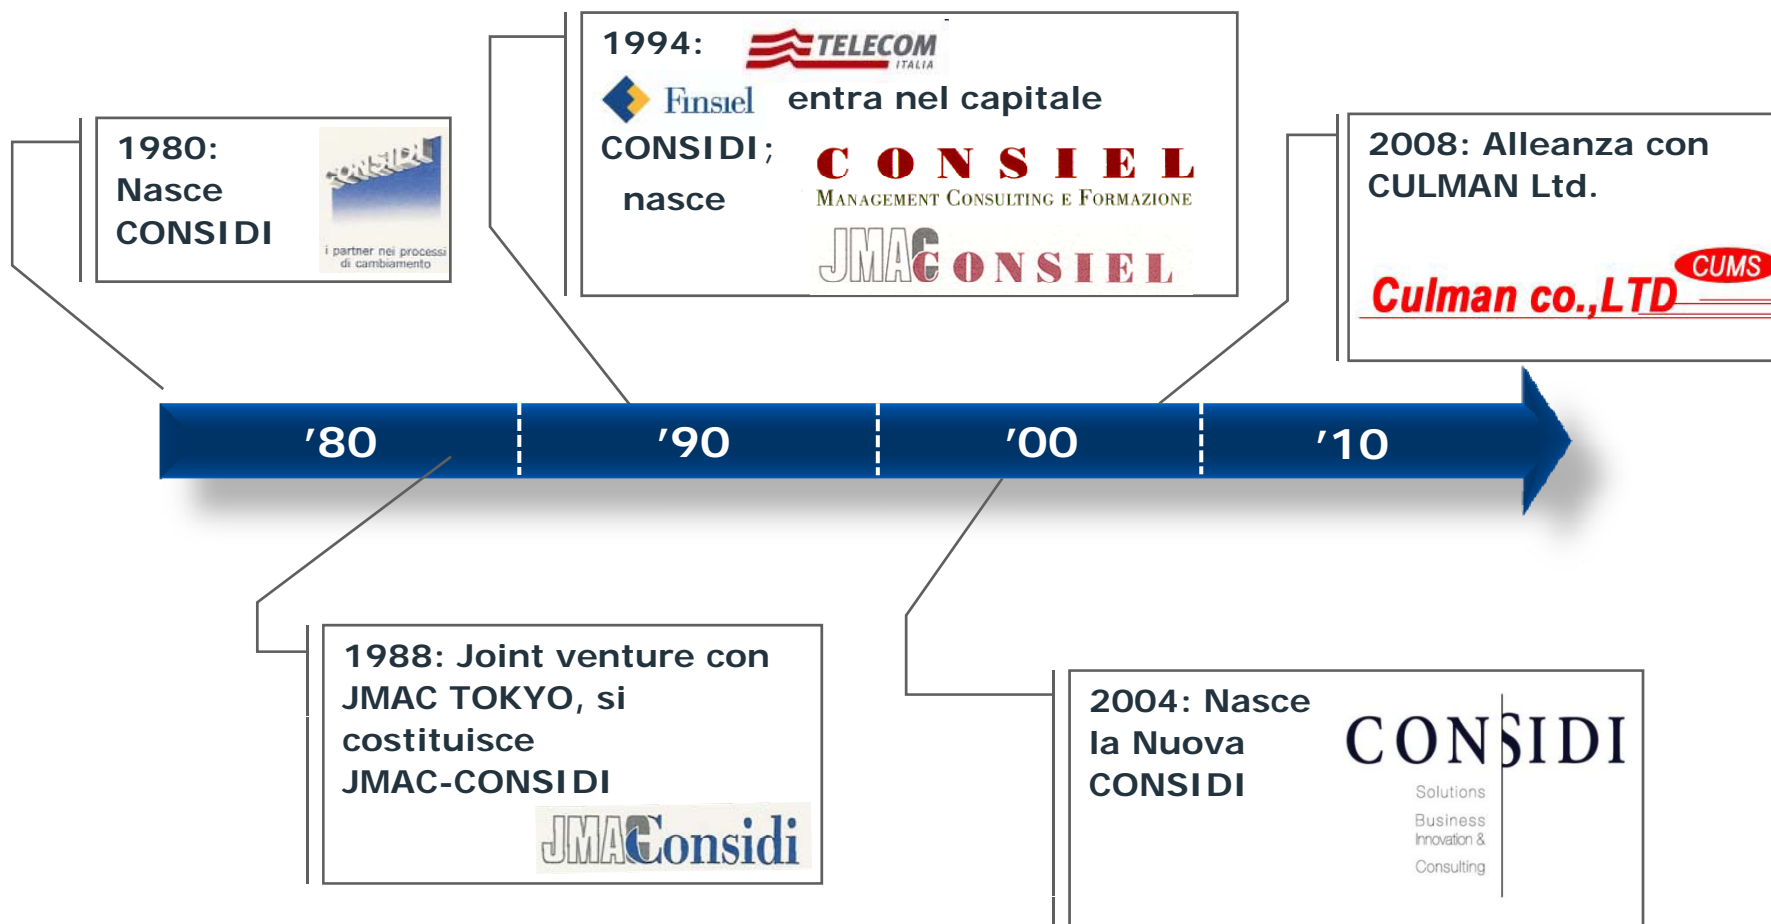 1980:
Nasce
CONSIDI
CONSIDI
i partner nei processi
di cambiamento
1994: TELECOM
ITALIA
Finsiel entra nel capitale
CONSIDI;
nasce
CONSIEL
MANAGEMENT CONSULTING E FORMAZIONE
JMAC CONSIEL
2008: Alleanza con
CULMAN Ltd.
CUMS
Culman co.,LTD
'80 '90 '00 '10
1988: Joint venture con
JMAC TOKYO, si
costituisce
JMAC-CONSIDI
JMAC Considi
2004: Nasce
la Nuova
CONSIDI
CONSIDI
Solutions
Business
Innovation &
Consulting